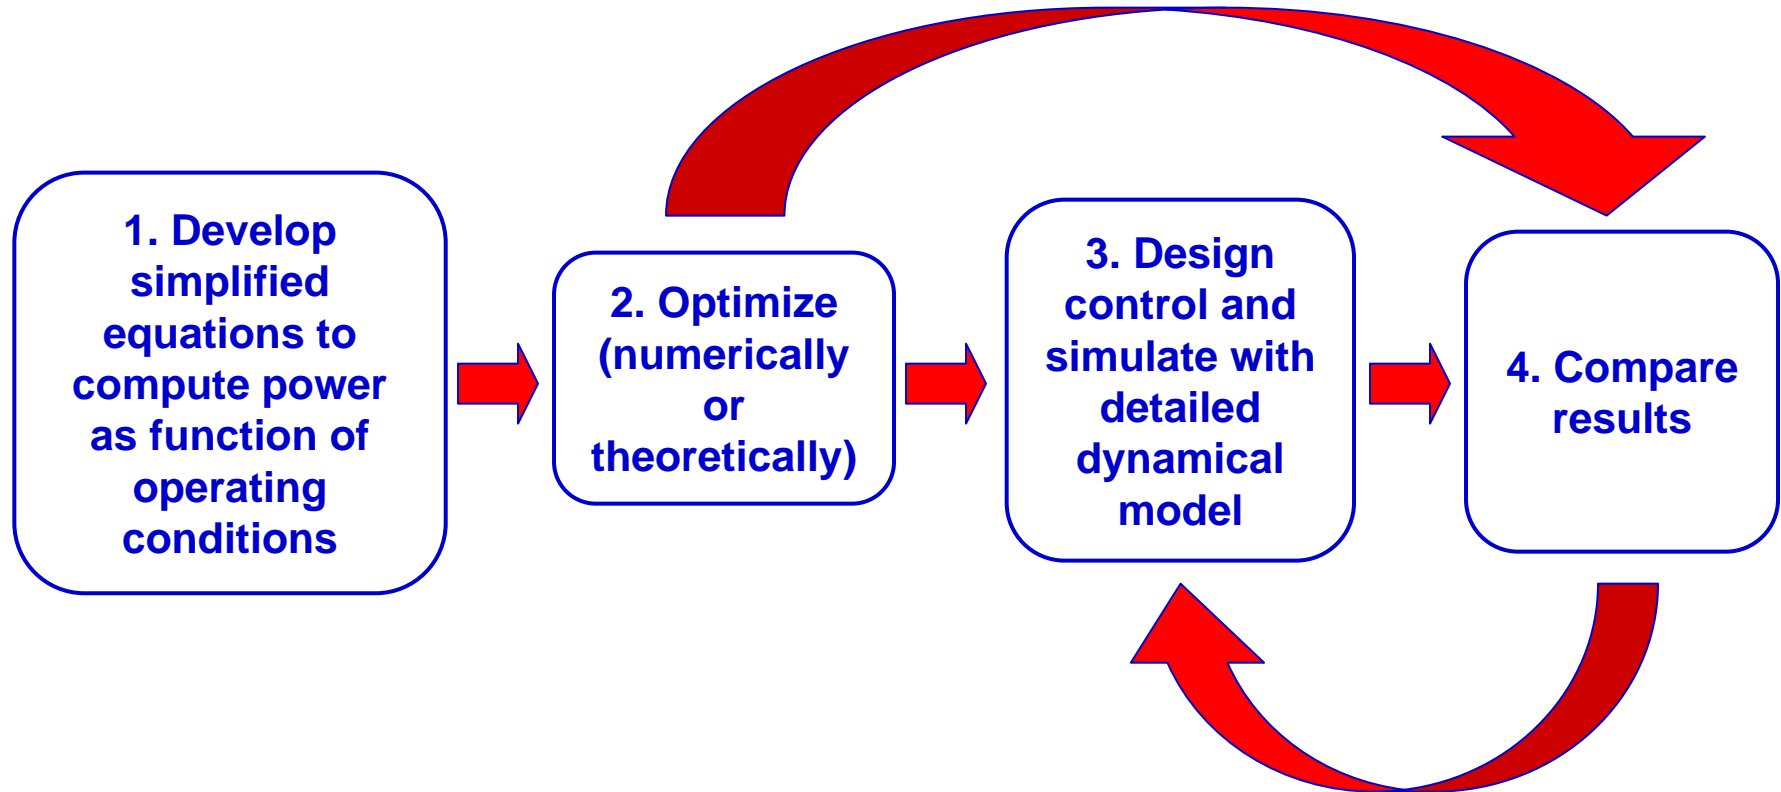 1. Develop
simplified
equations to
compute power
as function of
operating
conditions
2. Optimize
(numerically
or
theoretically)
3. Design
control and
simulate with
detailed
dynamical
model
4. Compare
results